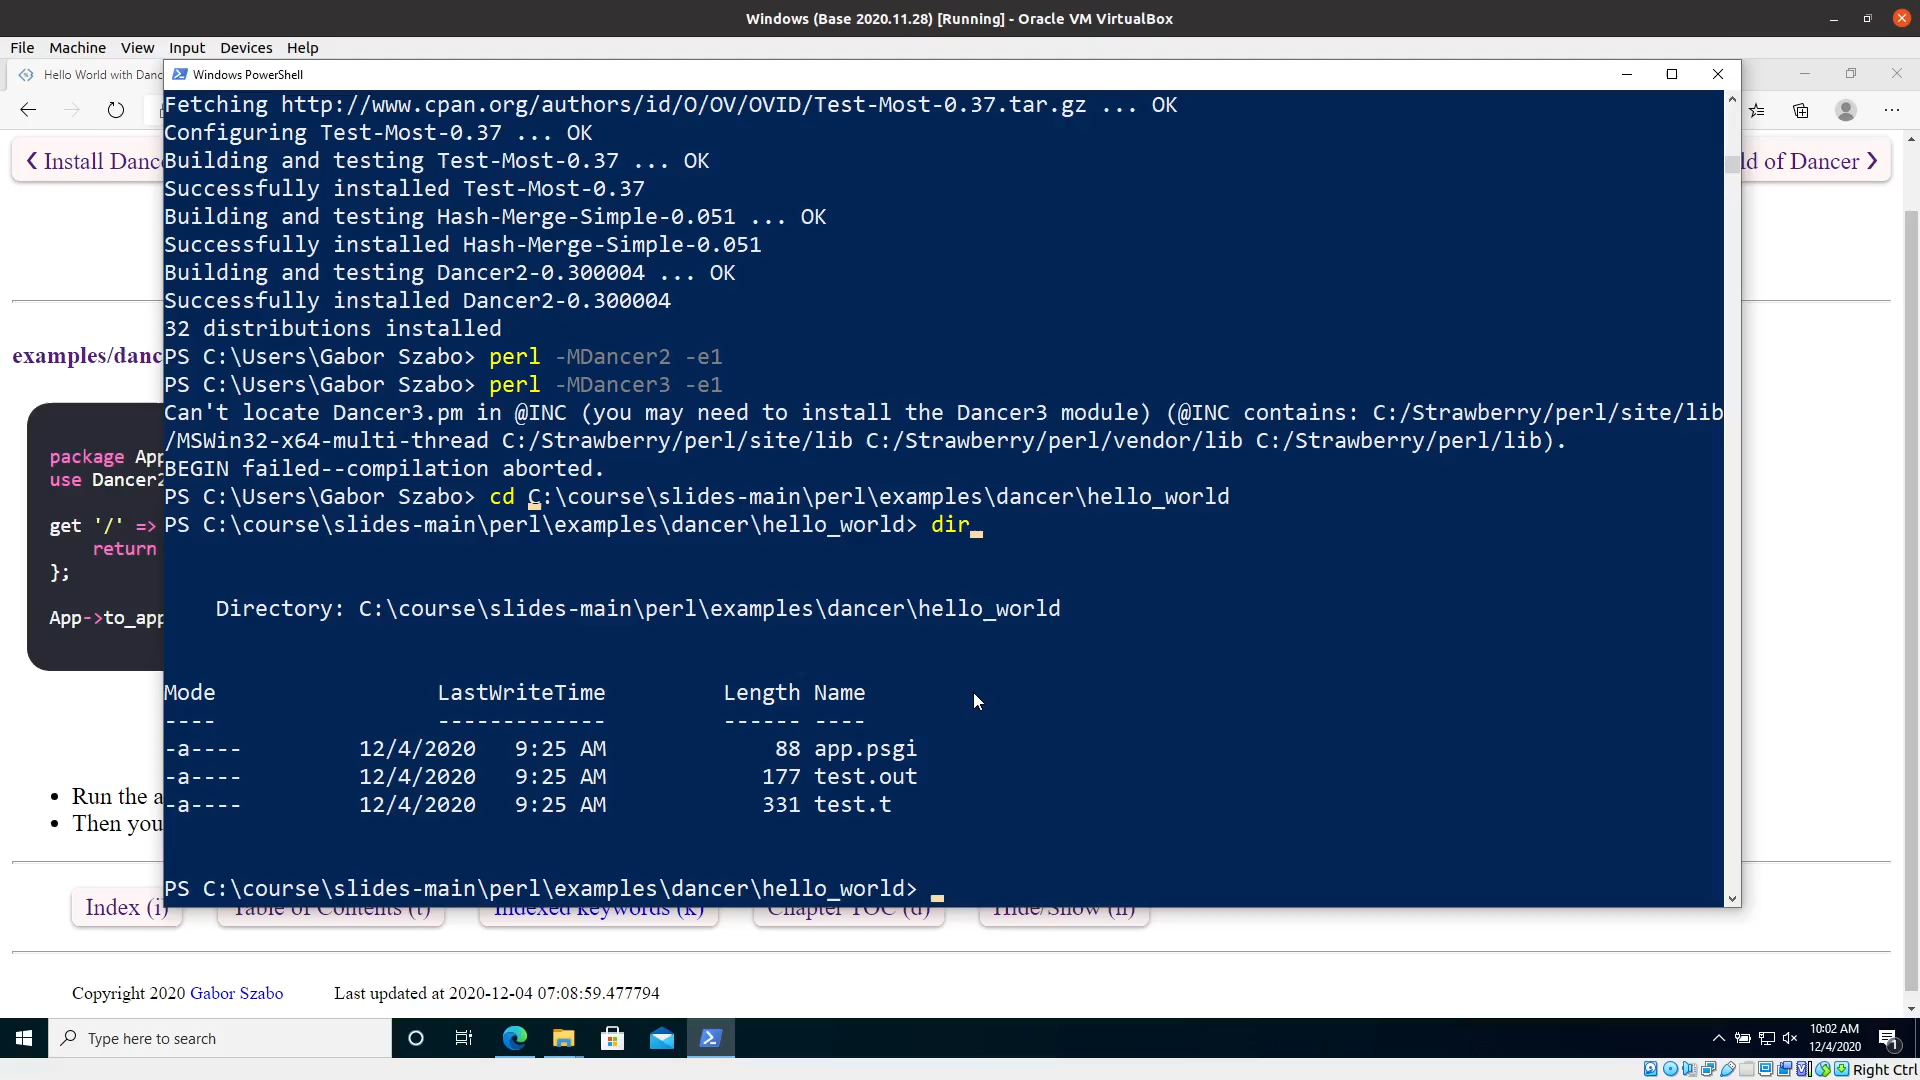 Windows (Base 2020.11.28) [Running] - Oracle VM VirtualBox
File Machine View Input Devices Help
Hello World with Danc
Windows PowerShell
Fetching http://www.cpan.org/authors/id/O/OV/OVID/Test-Most-0.37.tar.gz ... OK
Configuring Test-Most-0.37 ... OK
Building and testing Test-Most-0.37 ... OK
Successfully installed Test-Most-0.37
Building and testing Hash-Merge-Simple-0.051 ... OK
Successfully installed Hash-Merge-Simple-0.051
Building and testing Dancer2-0.300004 ... OK
Successfully installed Dancer2-0.300004
32 distributions installed
PS C:\Users\Gabor Szabo> perl -MDancer2 -e1
PS C:\Users\Gabor Szabo> perl -MDancer3 -e1
Can't locate Dancer3.pm in @INC (you may need to install the Dancer3 module) (@INC contains: C:/Strawberry/perl/site/lib
/MSWin32-x64-multi-thread C:/Strawberry/perl/site/lib C:/Strawberry/perl/vendor/lib C:/Strawberry/perl/lib).
BEGIN failed--compilation aborted.
PS C:\Users\Gabor Szabo> cd C:\course\slides-main\perl\examples\dancer\hello_world
PS C:\course\slides-main\perl\examples\dancer\hello_world> dir
Directory: C:\course\slides-main\perl\examples\dancer\hello_world
Mode LastWriteTime Length Name
---- ------------- ------ ----
-a---- 12/4/2020 9:25 AM 88 app.psgi
-a---- 12/4/2020 9:25 AM 177 test.out
-a---- 12/4/2020 9:25 AM 331 test.t
PS C:\course\slides-main\perl\examples\dancer\hello_world>
❮ Install Danc
ld of Dancer ❯
examples/danc
package App
use Dancer2
get '/' =>
return
};
App->to_app
• Run the a
• Then you
Index (i) Table of Contents (t) Indexed keywords (k) Chapter TOC (d) Hide/Show (h)
Copyright 2020 Gabor Szabo Last updated at 2020-12-04 07:08:59.477794
Type here to search
10:02 AM
12/4/2020
1
Right Ctrl